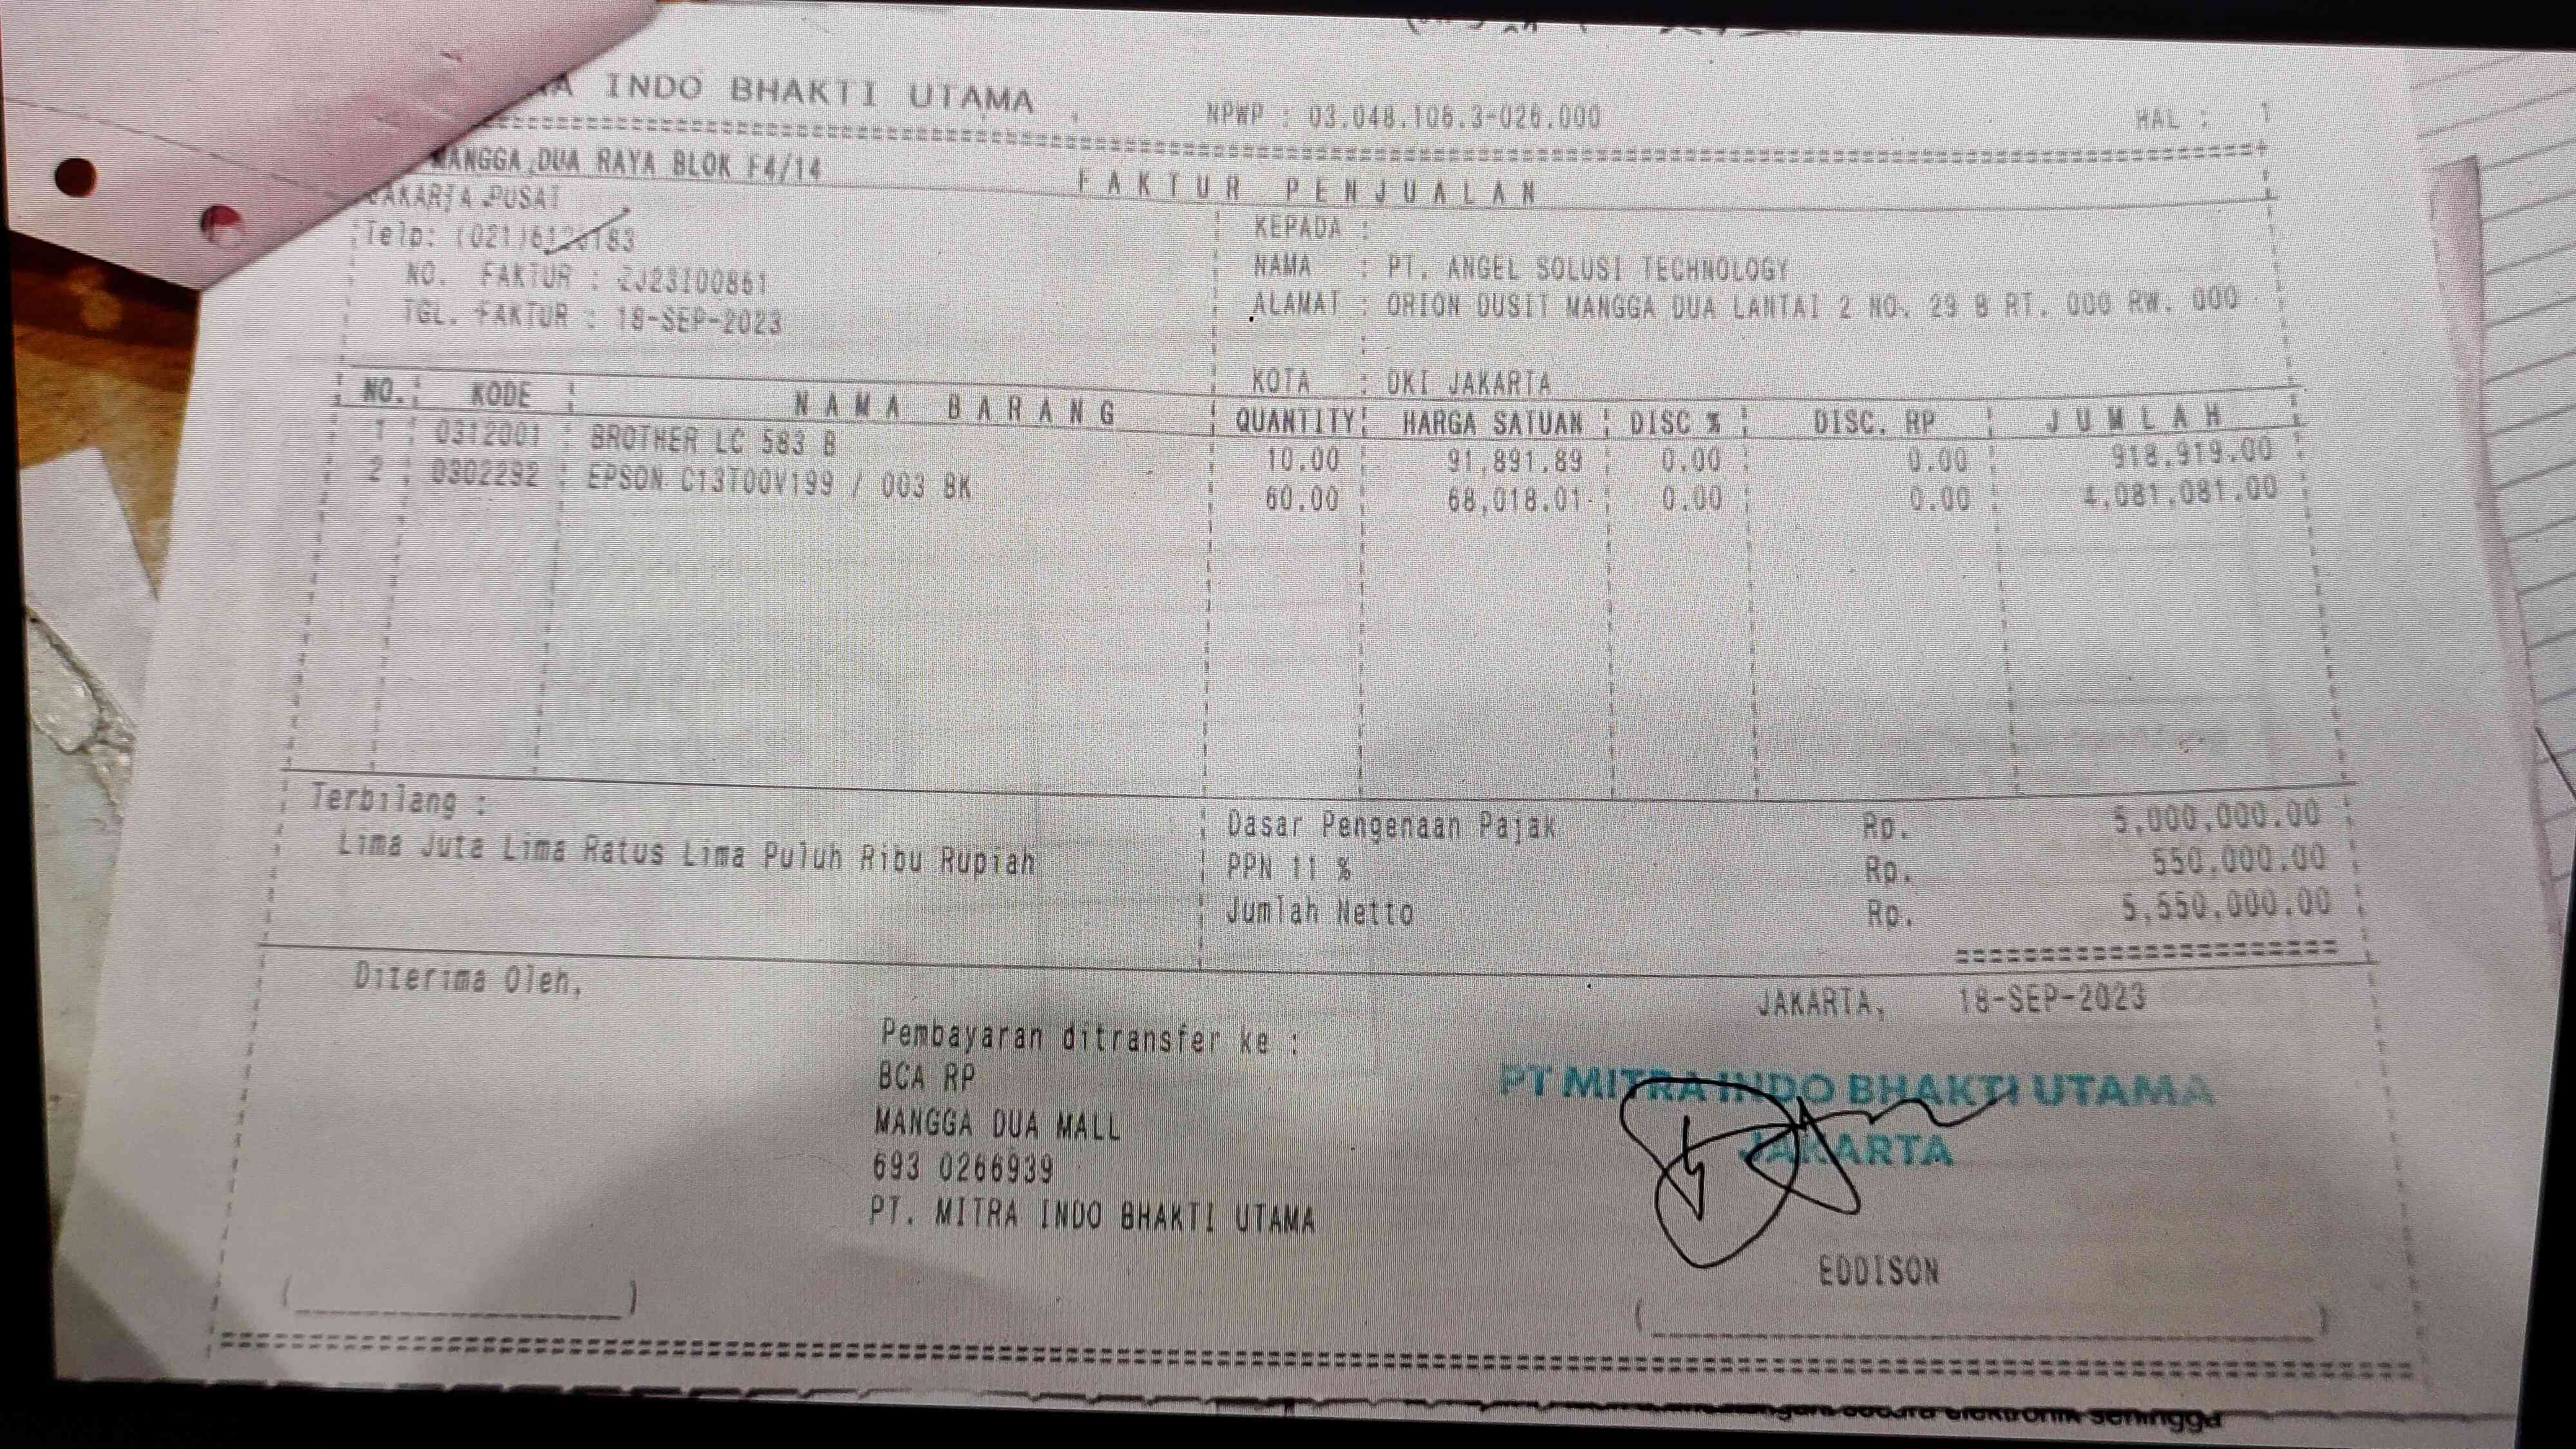 INDO BHAKTI UTAMA
NPWP : 03.048.106.3-026.000
HAL : 1
MANGGA DUA RAYA BLOK F4/14
JAKARTA PUSAT
FAKTUR PENJUALAN
Telp:
NO. FAKTUR : ZJ23I00861
TGL. FAKTUR : 18-SEP-2023
KEPADA :
NAMA : PT. ANGEL SOLUSI TECHNOLOGY
ALAMAT : ORION DUSIT MANGGA DUA LANTAI 2 NO. 29 B RT. 000 RW. 000
:
KOTA : DKI JAKARTA
NO. KODE NAMA BARANG QUANTITY HARGA SATUAN DISC % DISC. RP JUMLAH
1 0312001 BROTHER LC 583 B 10.00 91,891.89 0.00 0.00 918,919.00
2 0302292 EPSON C13T00V199 / 003 BK 60.00 68,018.01 0.00 0.00 4,081,081.00
Terbilang :
Lima Juta Lima Ratus Lima Puluh Ribu Rupiah
Dasar Pengenaan Pajak Rp. 5,000,000.00
PPN 11 % Rp. 550,000.00
Jumlah Netto Rp. 5,550,000.00
Diterima Oleh,
JAKARTA, 18-SEP-2023
Pembayaran ditransfer ke :
BCA RP
MANGGA DUA MALL
693 0266939
PT. MITRA INDO BHAKTI UTAMA
PT MITRA INDO BHAKTI UTAMA
JAKARTA
EDDISON